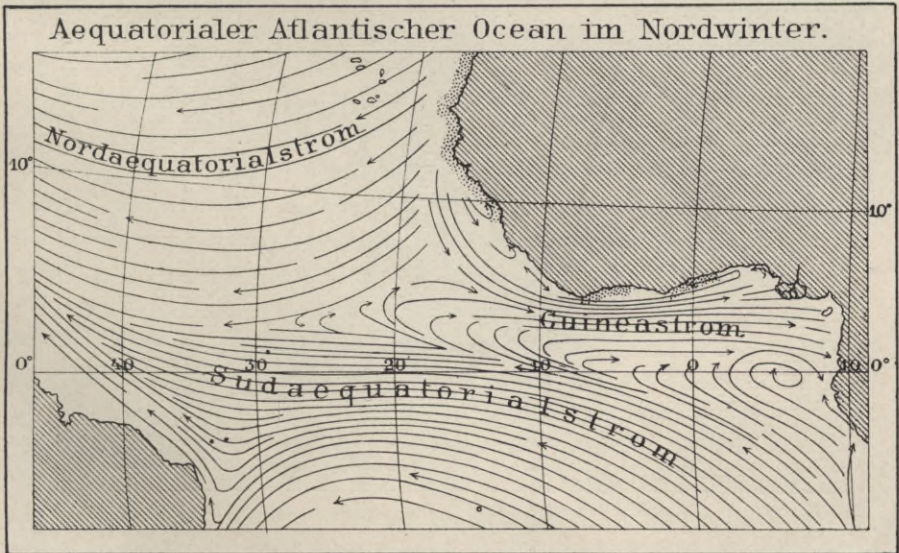 Aequatorialer Atlantischer Ocean im Nordwinter.
Nordaequatorialstrom
10°
10°
Guineastrom
0°
40
30
20
10
0
10
0°
Sudaequatorialstrom